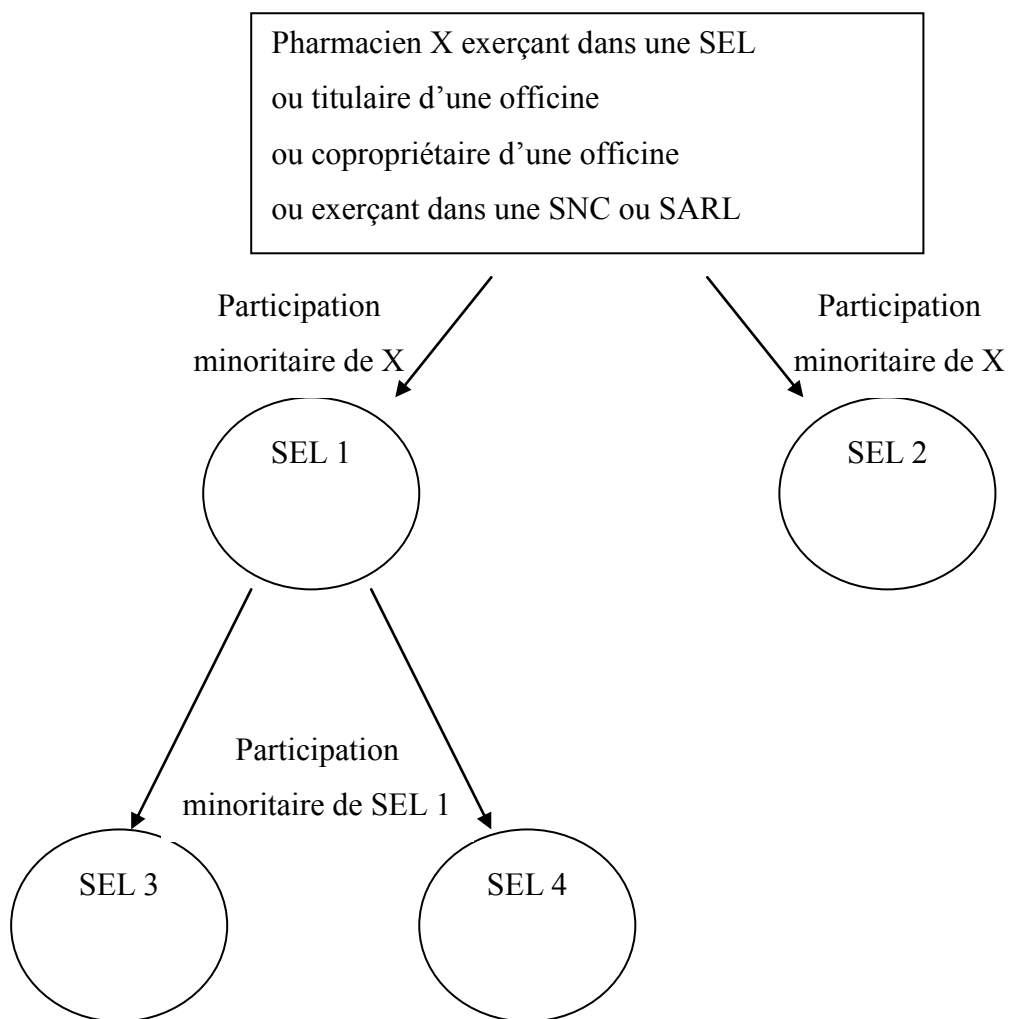 Pharmacien X exerçant dans une SEL
ou titulaire d’une officine
ou copropriétaire d’une officine
ou exerçant dans une SNC ou SARL
Participation
minoritaire de X
Participation
minoritaire de X
SEL 1
SEL 2
Participation
minoritaire de SEL 1
SEL 3
SEL 4